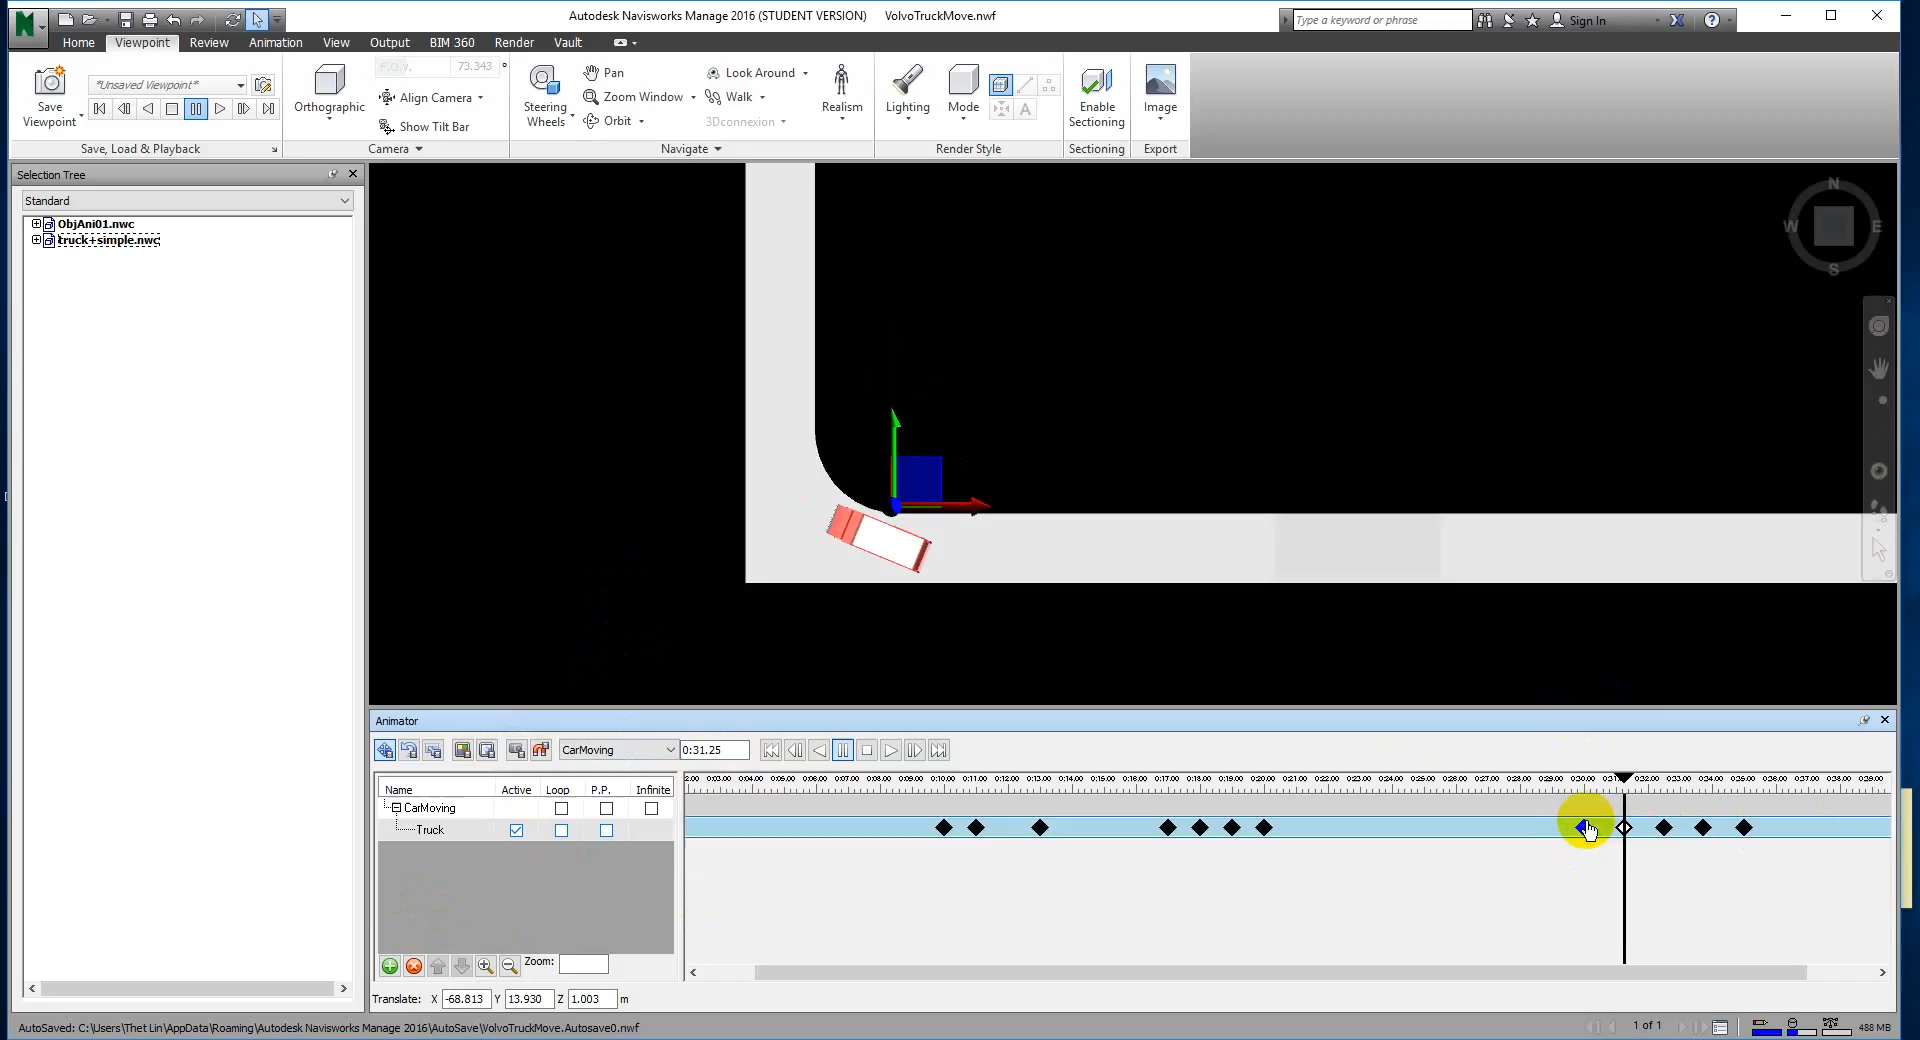 Autodesk Navisworks Manage 2016 (STUDENT VERSION) VolvoTruckMove.nwf
Type a keyword or phrase
Sign In
Home Viewpoint Review Animation View Output BIM 360 Render Vault
Save Viewpoint
*Unsaved Viewpoint*
Save, Load & Playback
Orthographic
F.O.V. 73.343 °
Align Camera
Show Tilt Bar
Camera
Steering Wheels
Pan
Zoom Window
Orbit
Look Around
Walk
3Dconnexion
Realism
Navigate
Lighting
Mode
A
Render Style
Enable Sectioning
Sectioning
Image
Export
Selection Tree
Standard
ObjAni01.nwc
truck+simple.nwc
N
W
E
S
Animator
CarMoving 0:31.25
Name Active Loop P.P. Infinite
CarMoving
Truck
Zoom:
Translate: X -68.813 Y 13.930 Z 1.003 m
AutoSaved: C:\Users\Thet Lin\AppData\Roaming\Autodesk Navisworks Manage 2016\AutoSave\VolvoTruckMove.Autosave0.nwf
1 of 1
488 MB